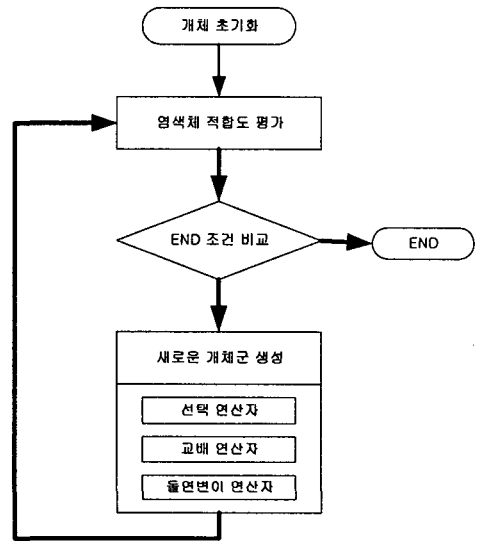 개체 초기화
염색체 적합도 평가
END 조건 비교
END
새로운 개체군 생성
선택 연산자
교배 연산자
돌연변이 연산자